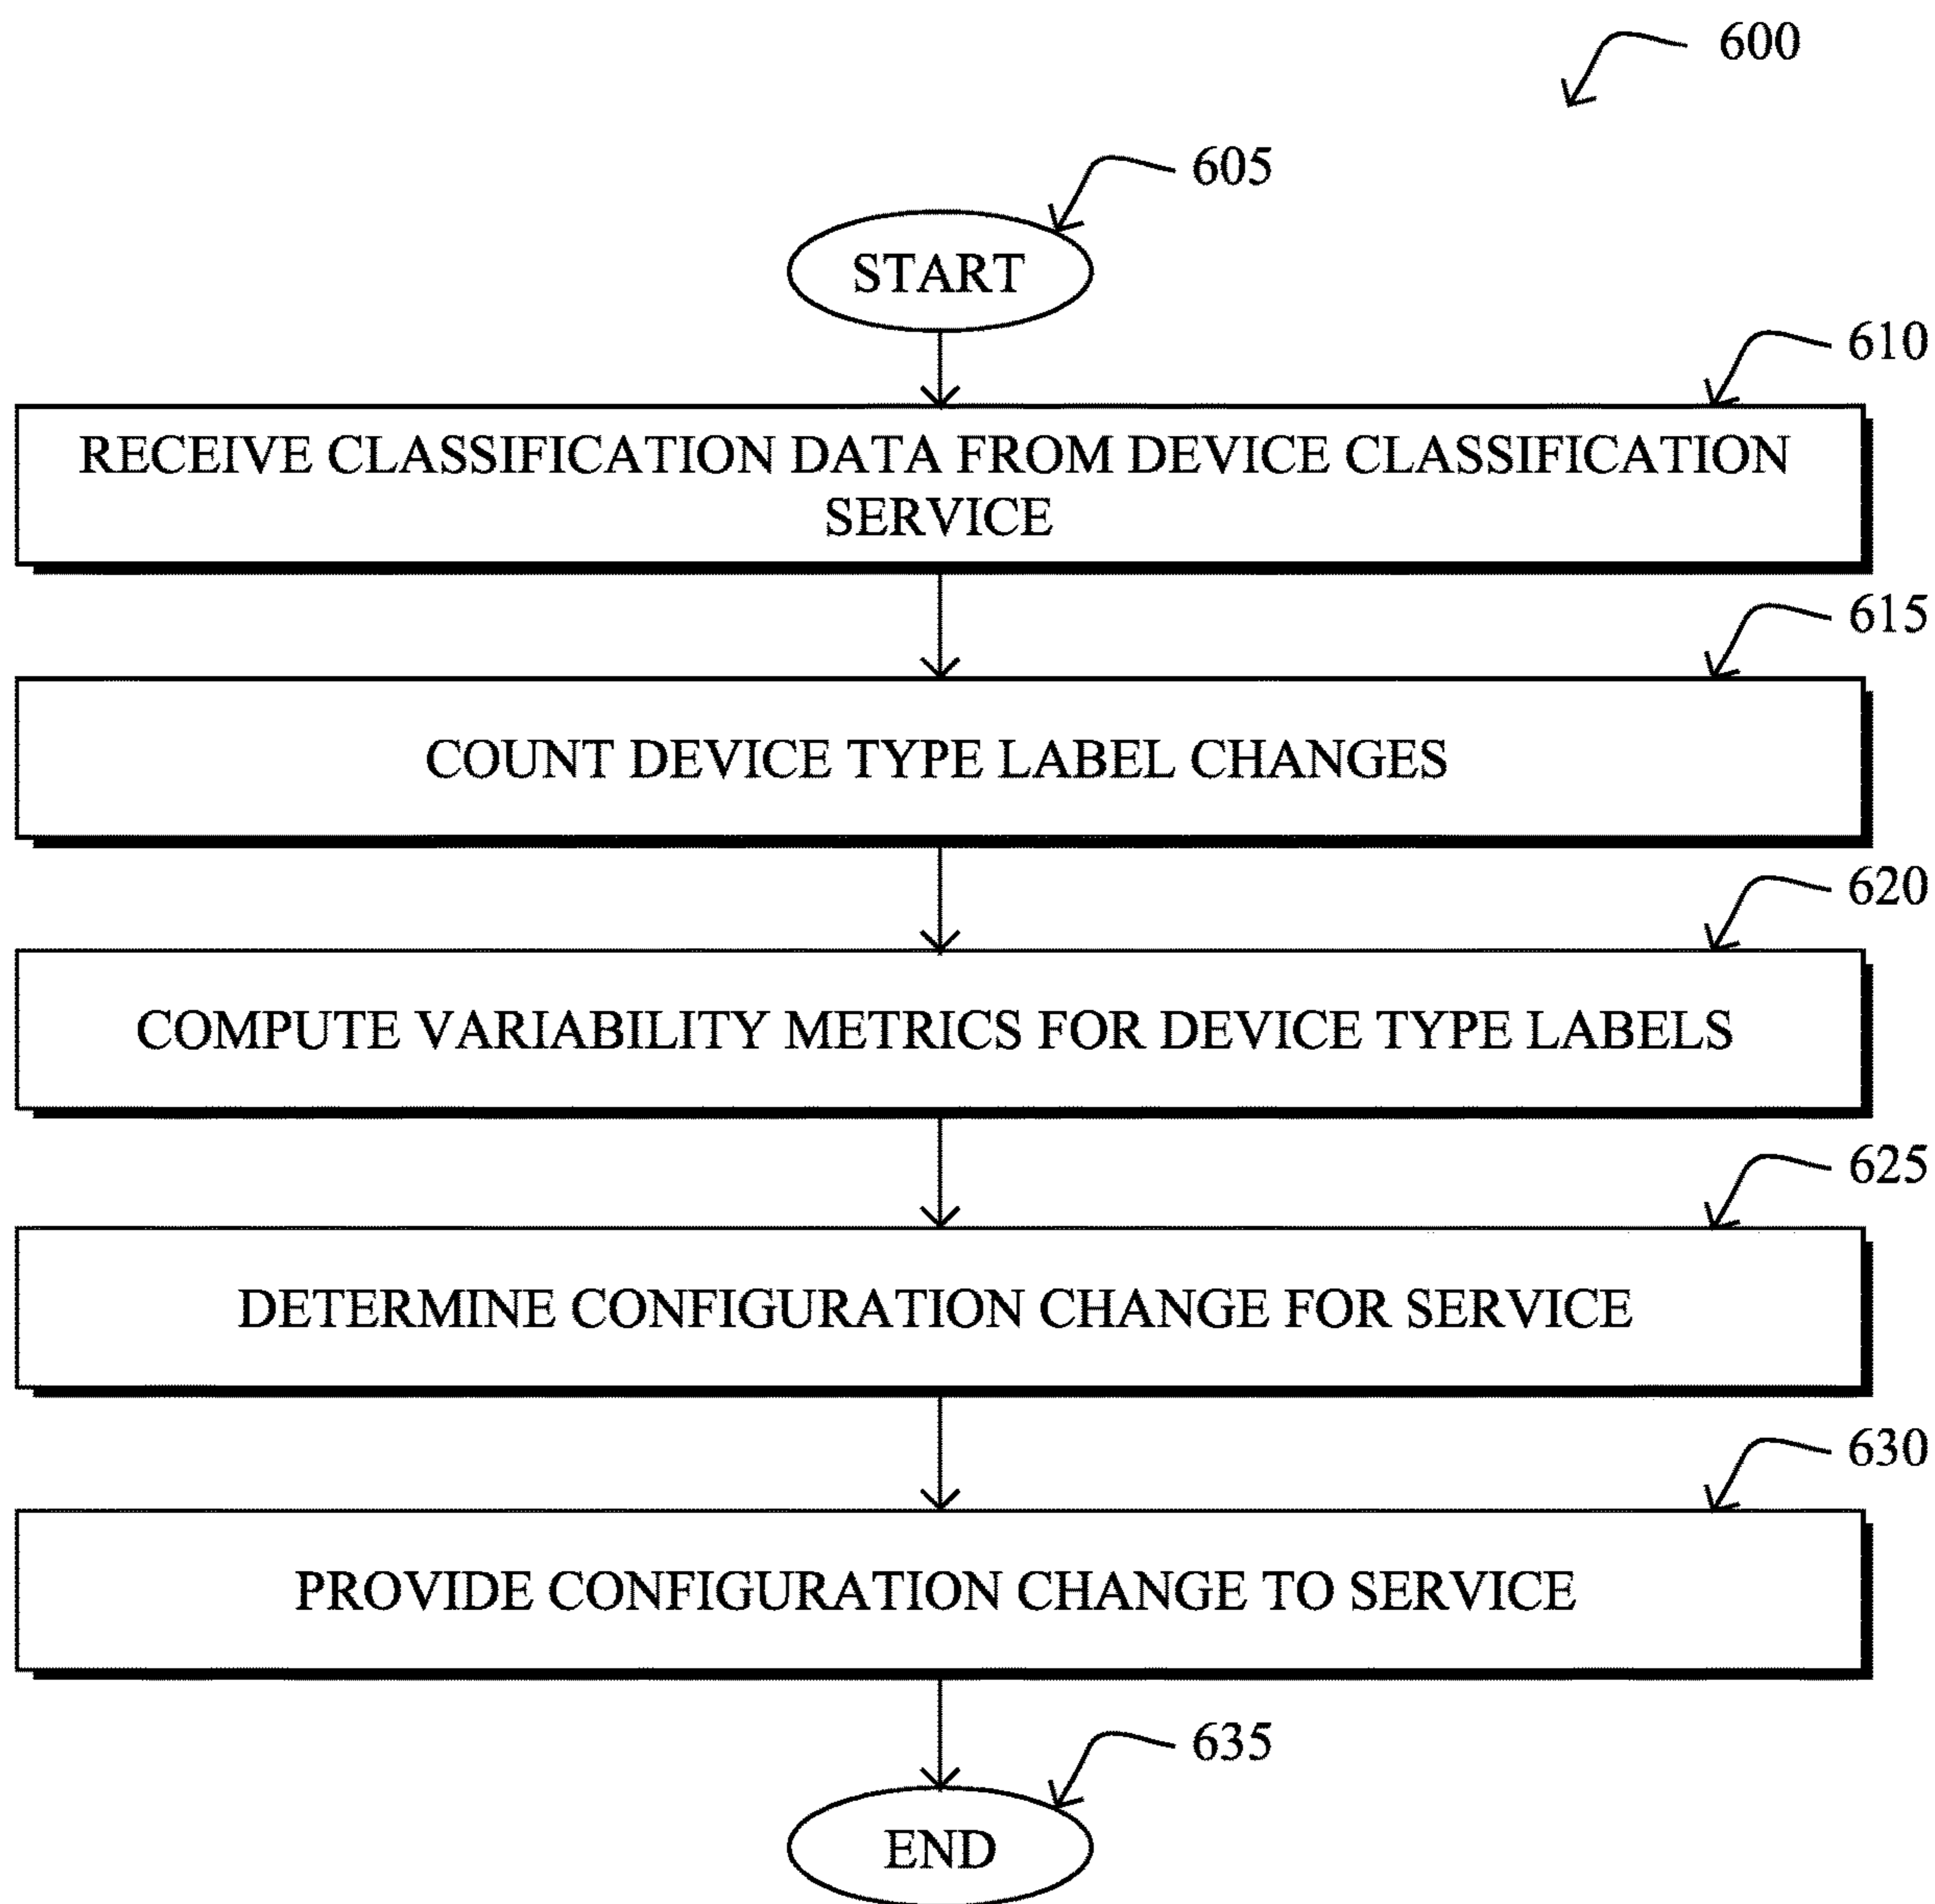 600
605
START
610
RECEIVE CLASSIFICATION DATA FROM DEVICE CLASSIFICATION
SERVICE
615
COUNT DEVICE TYPE LABEL CHANGES
620
COMPUTE VARIABILITY METRICS FOR DEVICE TYPE LABELS
625
DETERMINE CONFIGURATION CHANGE FOR SERVICE
630
PROVIDE CONFIGURATION CHANGE TO SERVICE
635
END